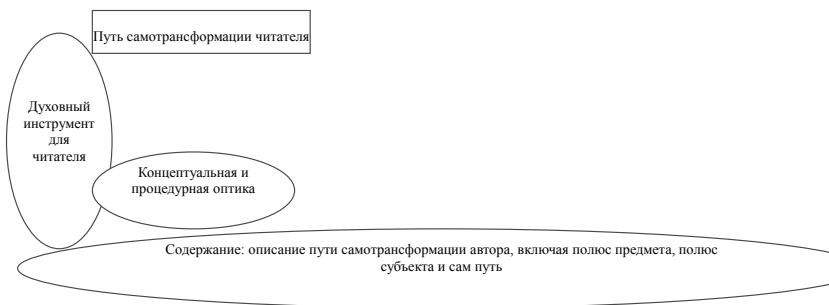 Путь самотрансформации читателя
Духовный
инструмент
для
читателя
Концептуальная и
процедурная оптика
Содержание: описание пути самотрансформации автора, включая полюс предмета, полюс
субъекта и сам путь